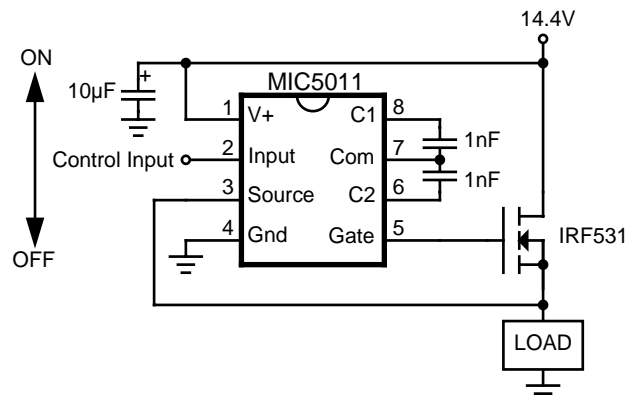 14.4V
ON
10µF
+
MIC5011
1 V+ C1 8
1nF
Control Input
2 Input Com 7
1nF
3 Source C2 6
4 Gnd Gate 5
IRF531
OFF
LOAD